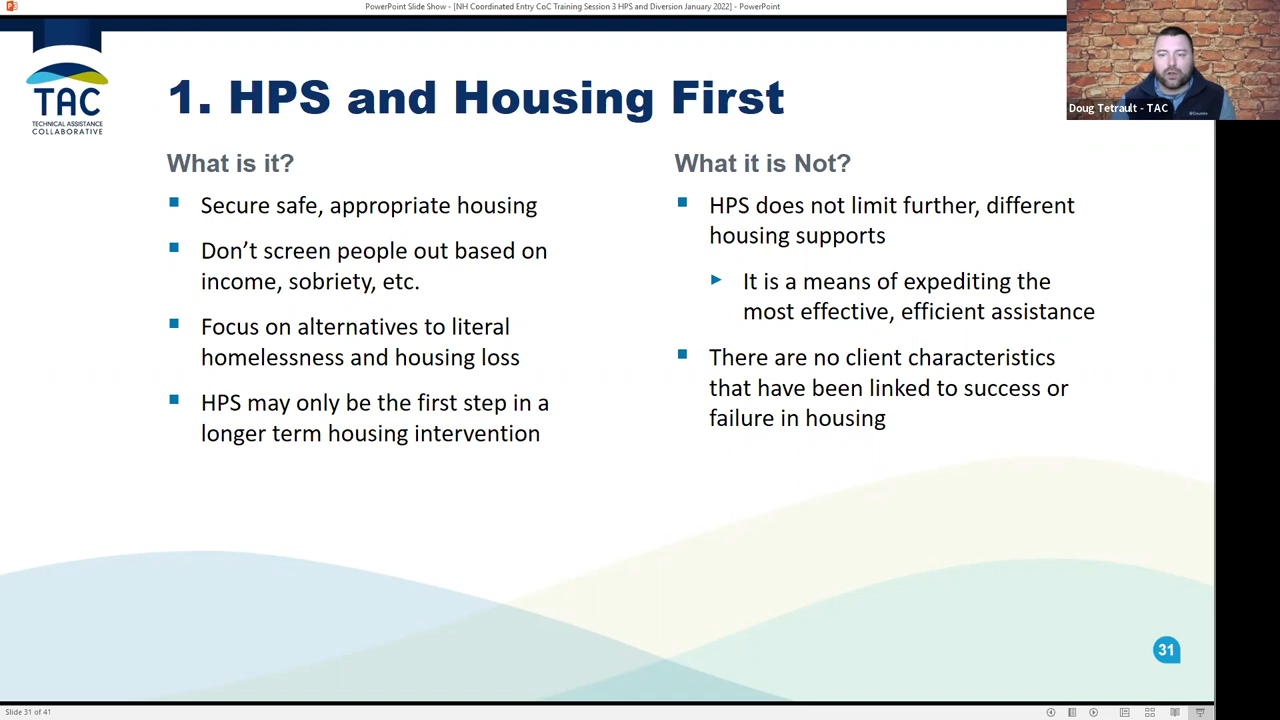 PowerPoint Slide Show - [NH Coordinated Entry CoC Training Session 3 HPS and Diversion January 2022] - PowerPoint
TAC
TECHNICAL ASSISTANCE
COLLABORATIVE
1. HPS and Housing First
Doug Tetrault - TAC
What is it?
Secure safe, appropriate housing
Don’t screen people out based on
income, sobriety, etc.
Focus on alternatives to literal
homelessness and housing loss
HPS may only be the first step in a
longer term housing intervention
What it is Not?
HPS does not limit further, different
housing supports
It is a means of expediting the
most effective, efficient assistance
There are no client characteristics
that have been linked to success or
failure in housing
31
Slide 31 of 41